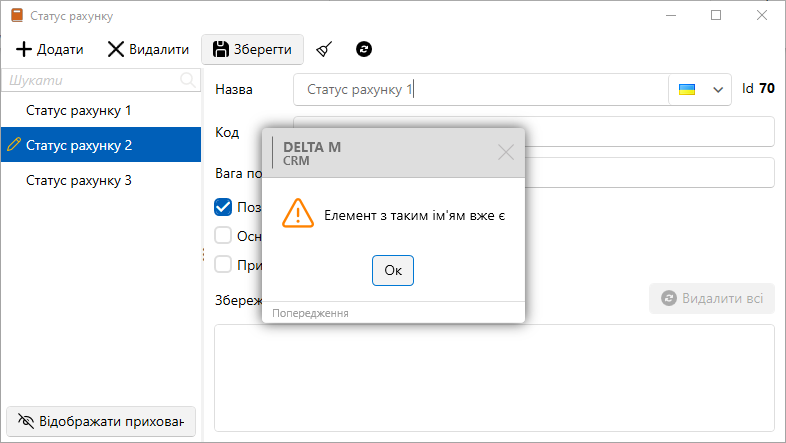 Статус рахунку
Додати
Видалити
Зберегти
Шукати
Статус рахунку 1
Статус рахунку 2
Статус рахунку 3
Відображати прихован
Назва
Статус рахунку 1
Id 70
Код
Вага по
Поз
Осн
При
Збереж
Видалити всі
DELTA M
CRM
Елемент з таким ім'ям вже є
Ок
Попередження